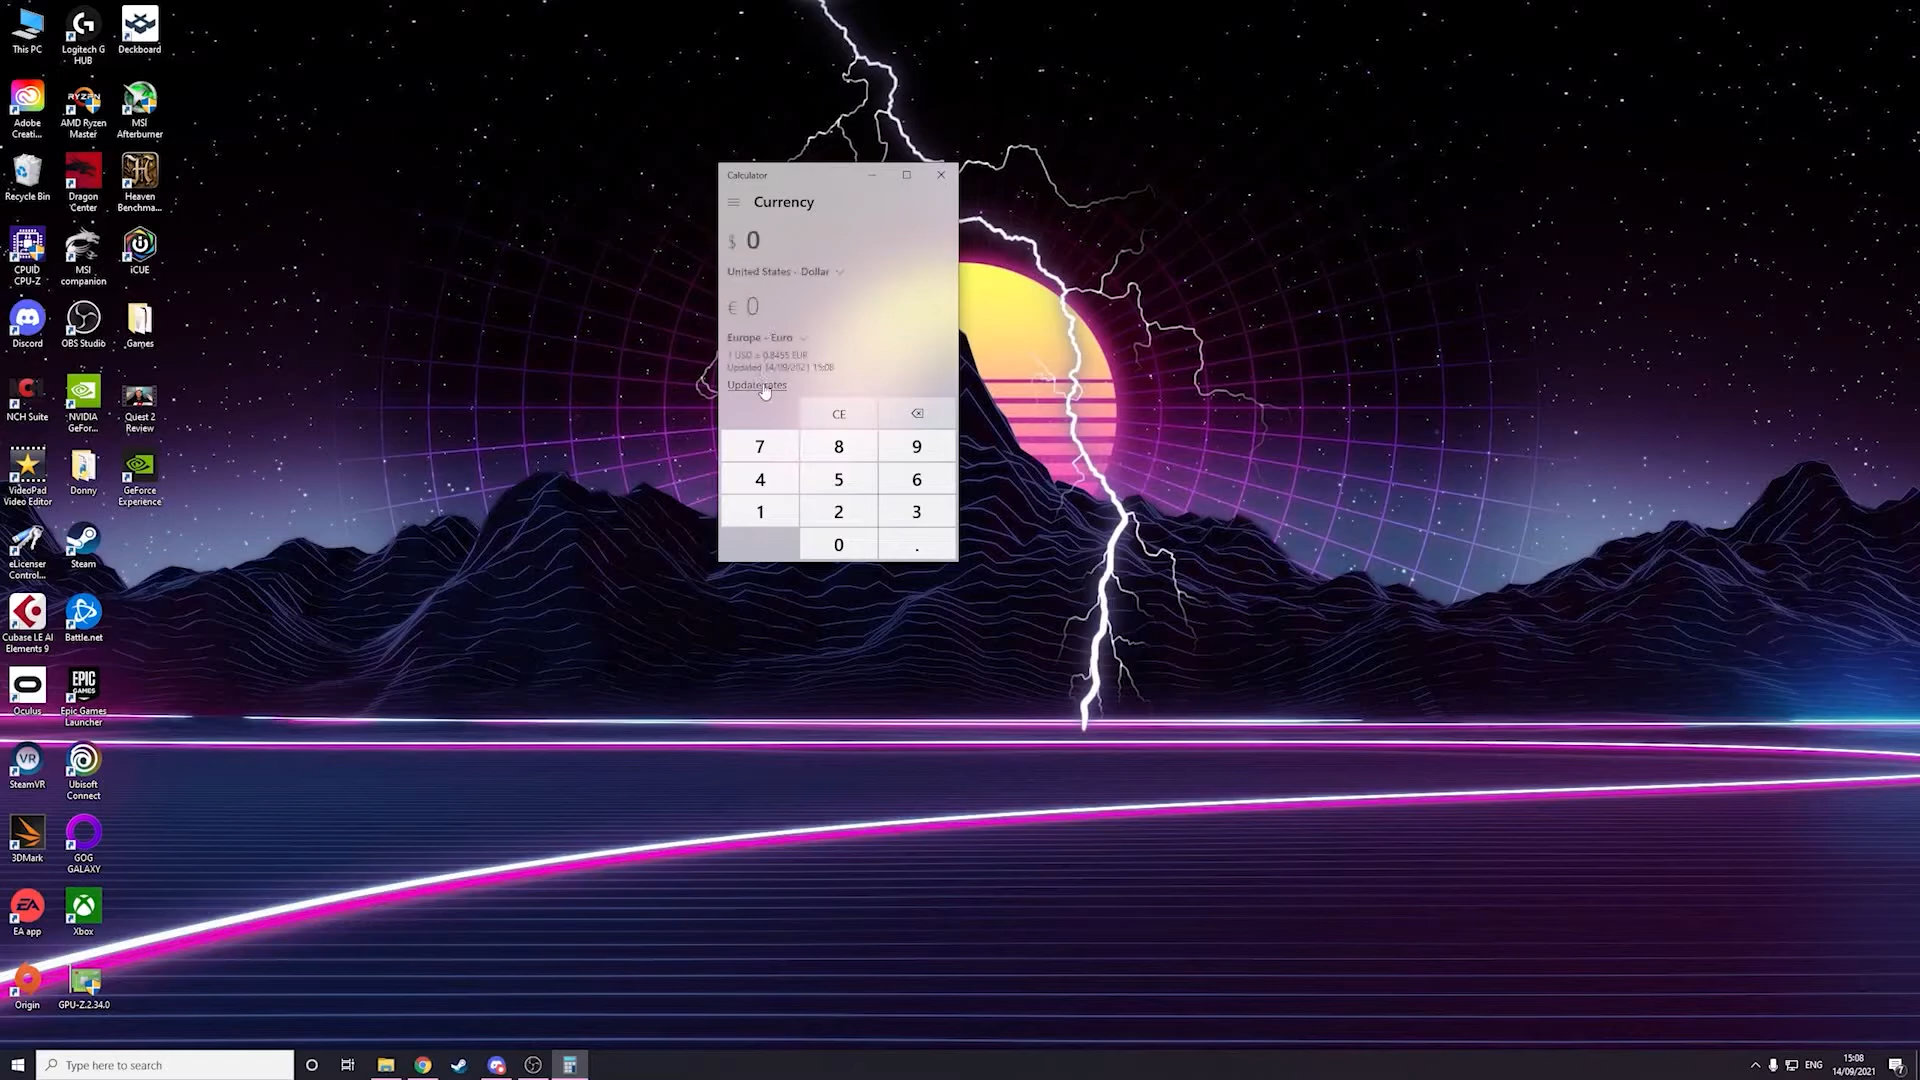 This PC
Logitech G
HUB
Deckboard
Adobe
Creati...
AMD Ryzen
Master
MSI
Afterburner
Recycle Bin
Dragon
Center
Heaven
Benchma...
CPUID
CPU-Z
MSI
companion
iCUE
Discord
OBS Studio
Games
NCH Suite
NVIDIA
GeFor...
Quest 2
Review
VideoPad
Video Editor
Donny
GeForce
Experience
eLicenser
Control...
Steam
Cubase LE AI
Elements 9
Battle.net
Oculus
EPIC
GAMES
Epic Games
Launcher
VR
SteamVR
Ubisoft
Connect
3DMark
GOG
GALAXY
EA
EA app
Xbox
Origin
GPU-Z.2.34.0
Calculator
Currency
$ 0
United States - Dollar
€ 0
Europe - Euro
1 USD = 0.8455 EUR
Updated 14/09/2021 15:08
Update rates
CE
7 8 9
4 5 6
1 2 3
0 .
Type here to search
ENG
15:08
14/09/2021
7